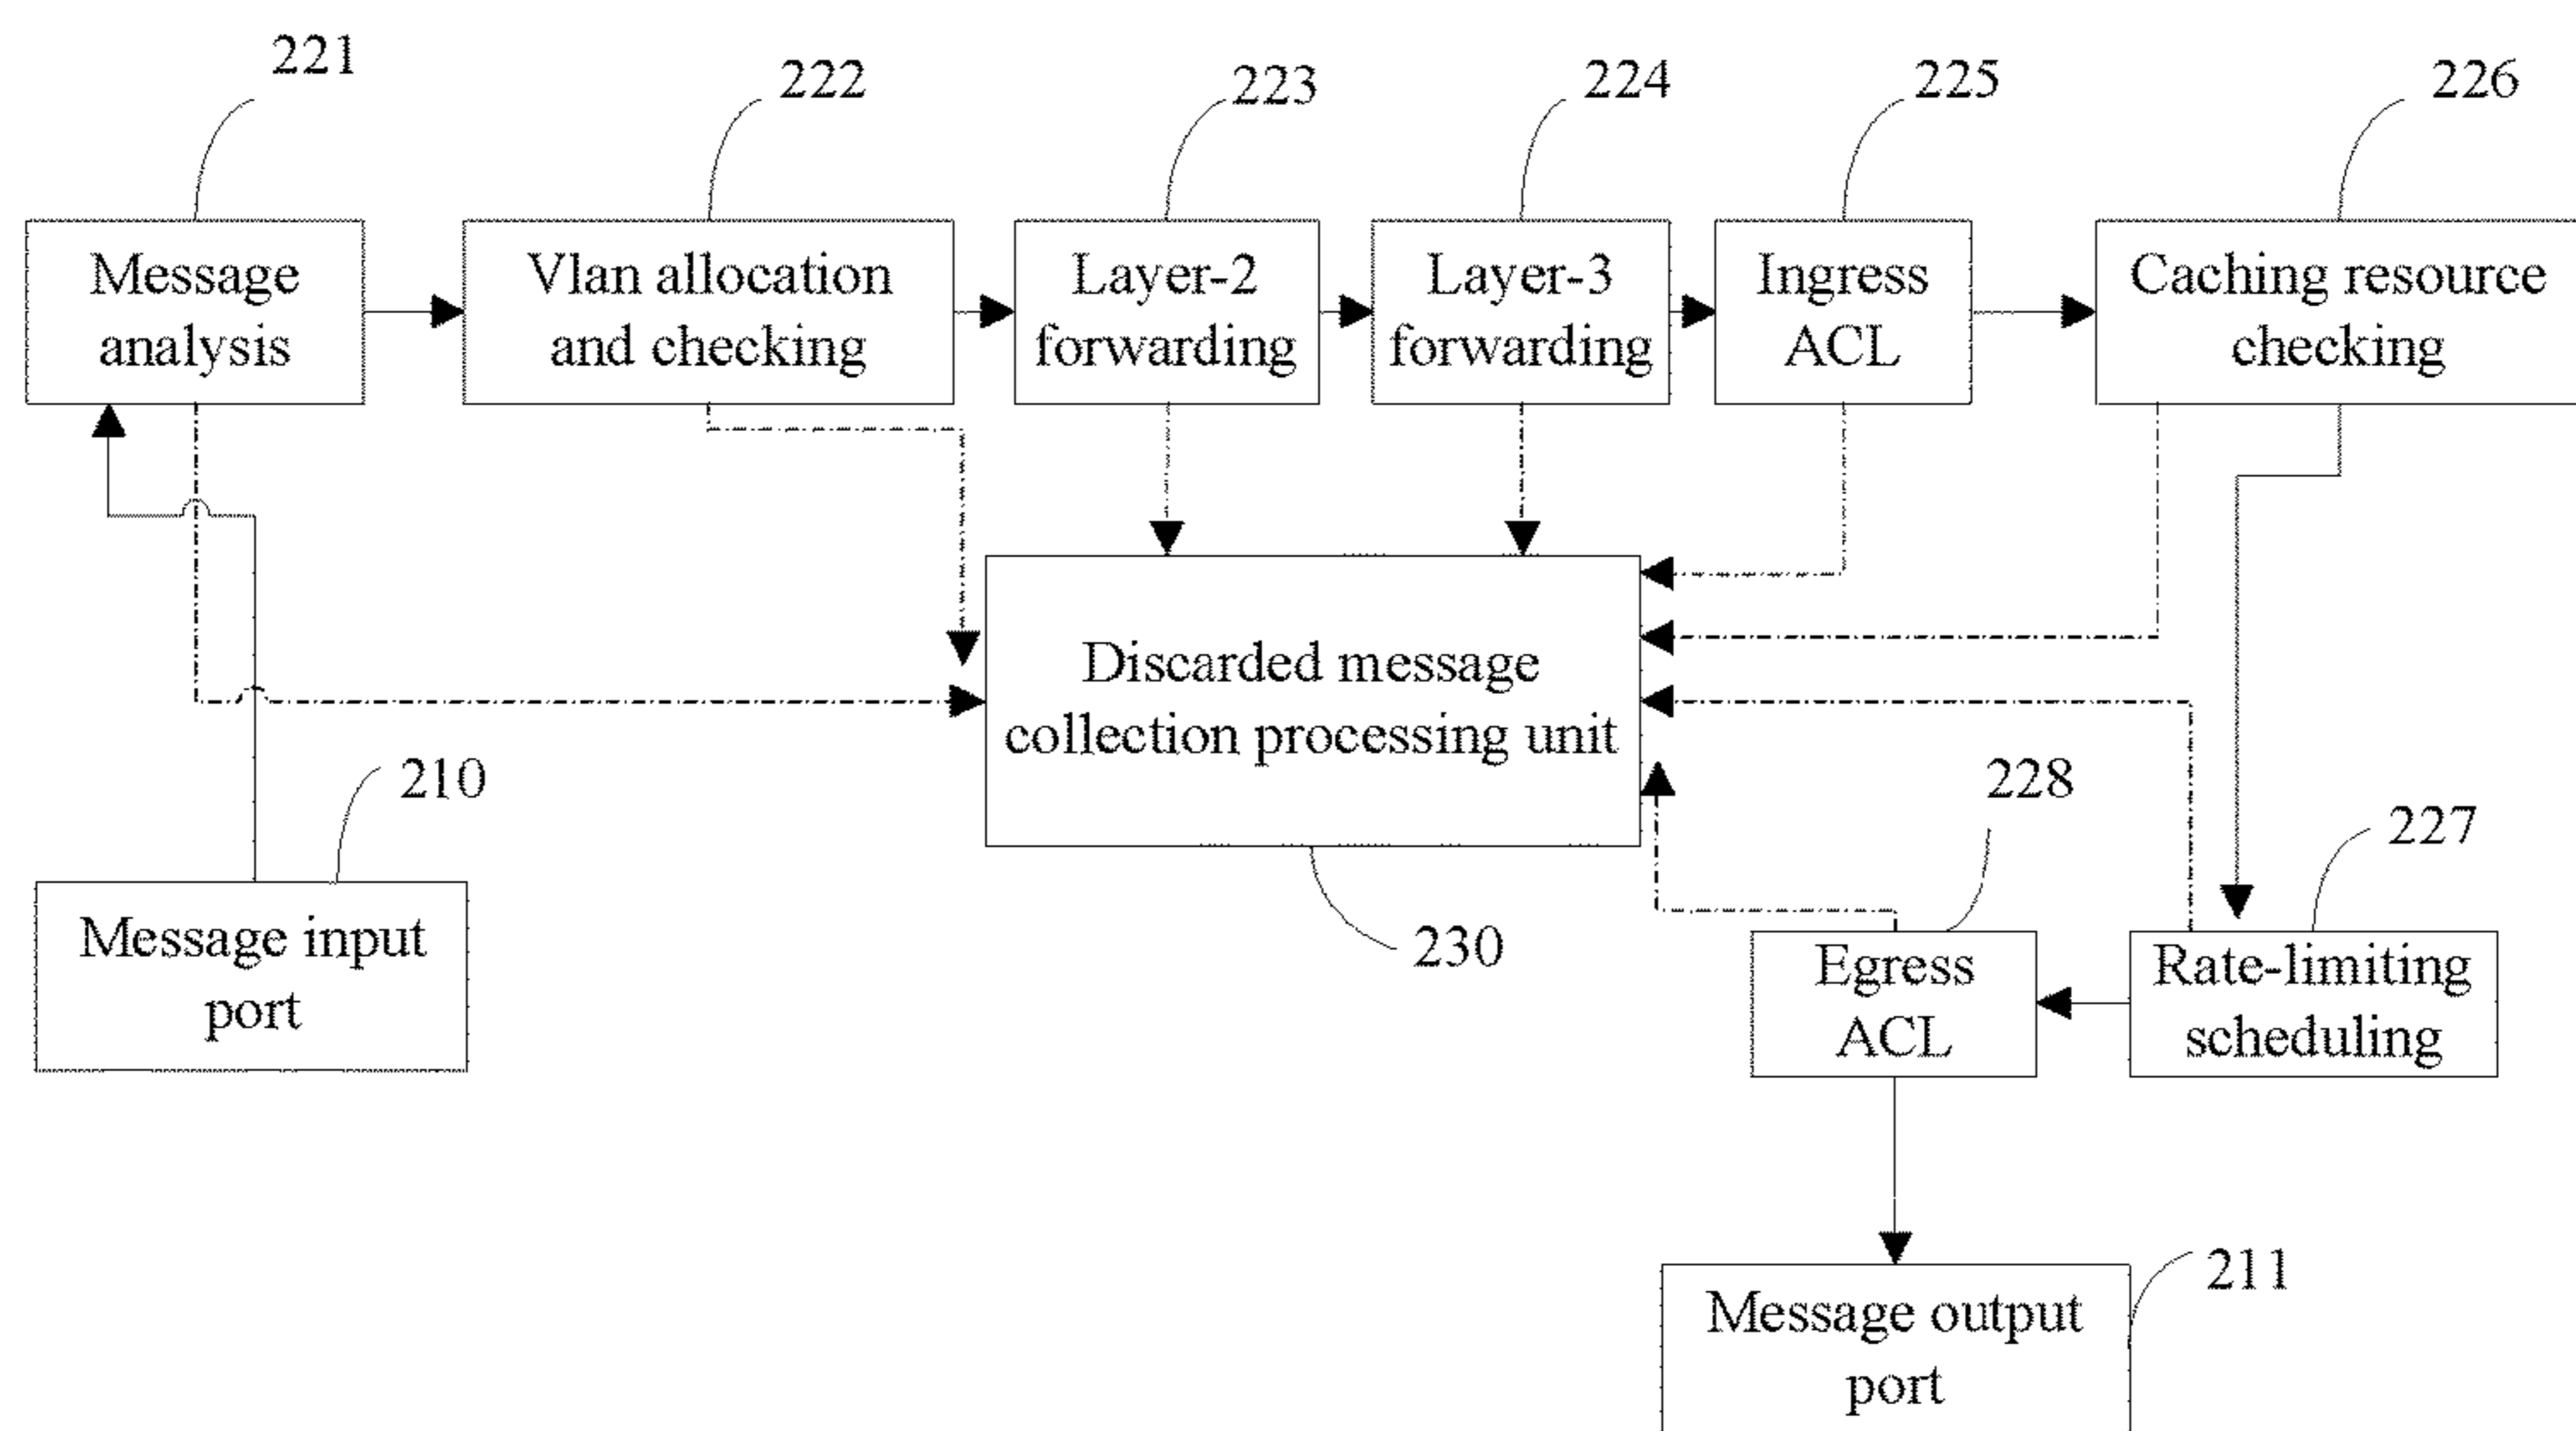 221
222
223
224
225
226
Message
analysis
Vlan allocation
and checking
Layer-2
forwarding
Layer-3
forwarding
Ingress
ACL
Caching resource
checking
Discarded message
collection processing unit
210
228
227
230
Message input
port
Egress
ACL
Rate-limiting
scheduling
211
Message output
port